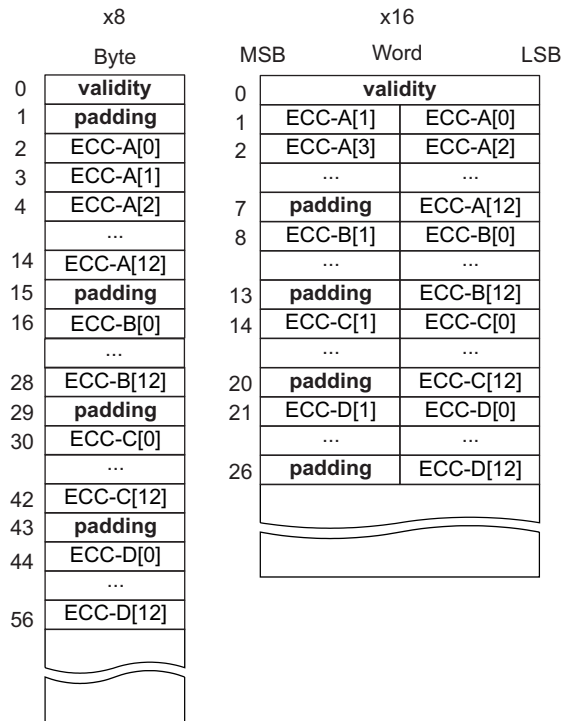 x8
Byte
0 validity
1 padding
2 ECC-A[0]
3 ECC-A[1]
4 ECC-A[2]
...
14 ECC-A[12]
15 padding
16 ECC-B[0]
...
28 ECC-B[12]
29 padding
30 ECC-C[0]
...
42 ECC-C[12]
43 padding
44 ECC-D[0]
...
56 ECC-D[12]
x16
MSB Word LSB
0 validity
1 ECC-A[1] ECC-A[0]
2 ECC-A[3] ECC-A[2]
... ...
7 padding ECC-A[12]
8 ECC-B[1] ECC-B[0]
... ...
13 padding ECC-B[12]
14 ECC-C[1] ECC-C[0]
... ...
20 padding ECC-C[12]
21 ECC-D[1] ECC-D[0]
... ...
26 padding ECC-D[12]